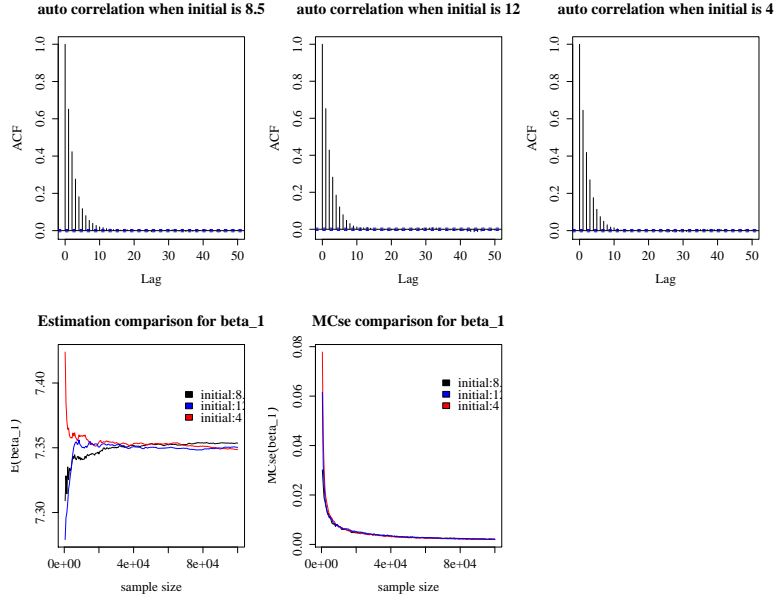 auto correlation when initial is 8.5
auto correlation when initial is 12
auto correlation when initial is 4
ACF
0.0 0.2 0.4 0.6 0.8 1.0
0 10 20 30 40 50
Lag
ACF
0.0 0.2 0.4 0.6 0.8 1.0
0 10 20 30 40 50
Lag
ACF
0.0 0.2 0.4 0.6 0.8 1.0
0 10 20 30 40 50
Lag
Estimation comparison for beta_1
E(beta_1)
7.30 7.35 7.40
initial:8.
initial:12
initial:4
0e+00 4e+04 8e+04
sample size
MCse comparison for beta_1
MCse(beta_1)
0.00 0.02 0.04 0.06 0.08
initial:8.
initial:12
initial:4
0e+00 4e+04 8e+04
sample size